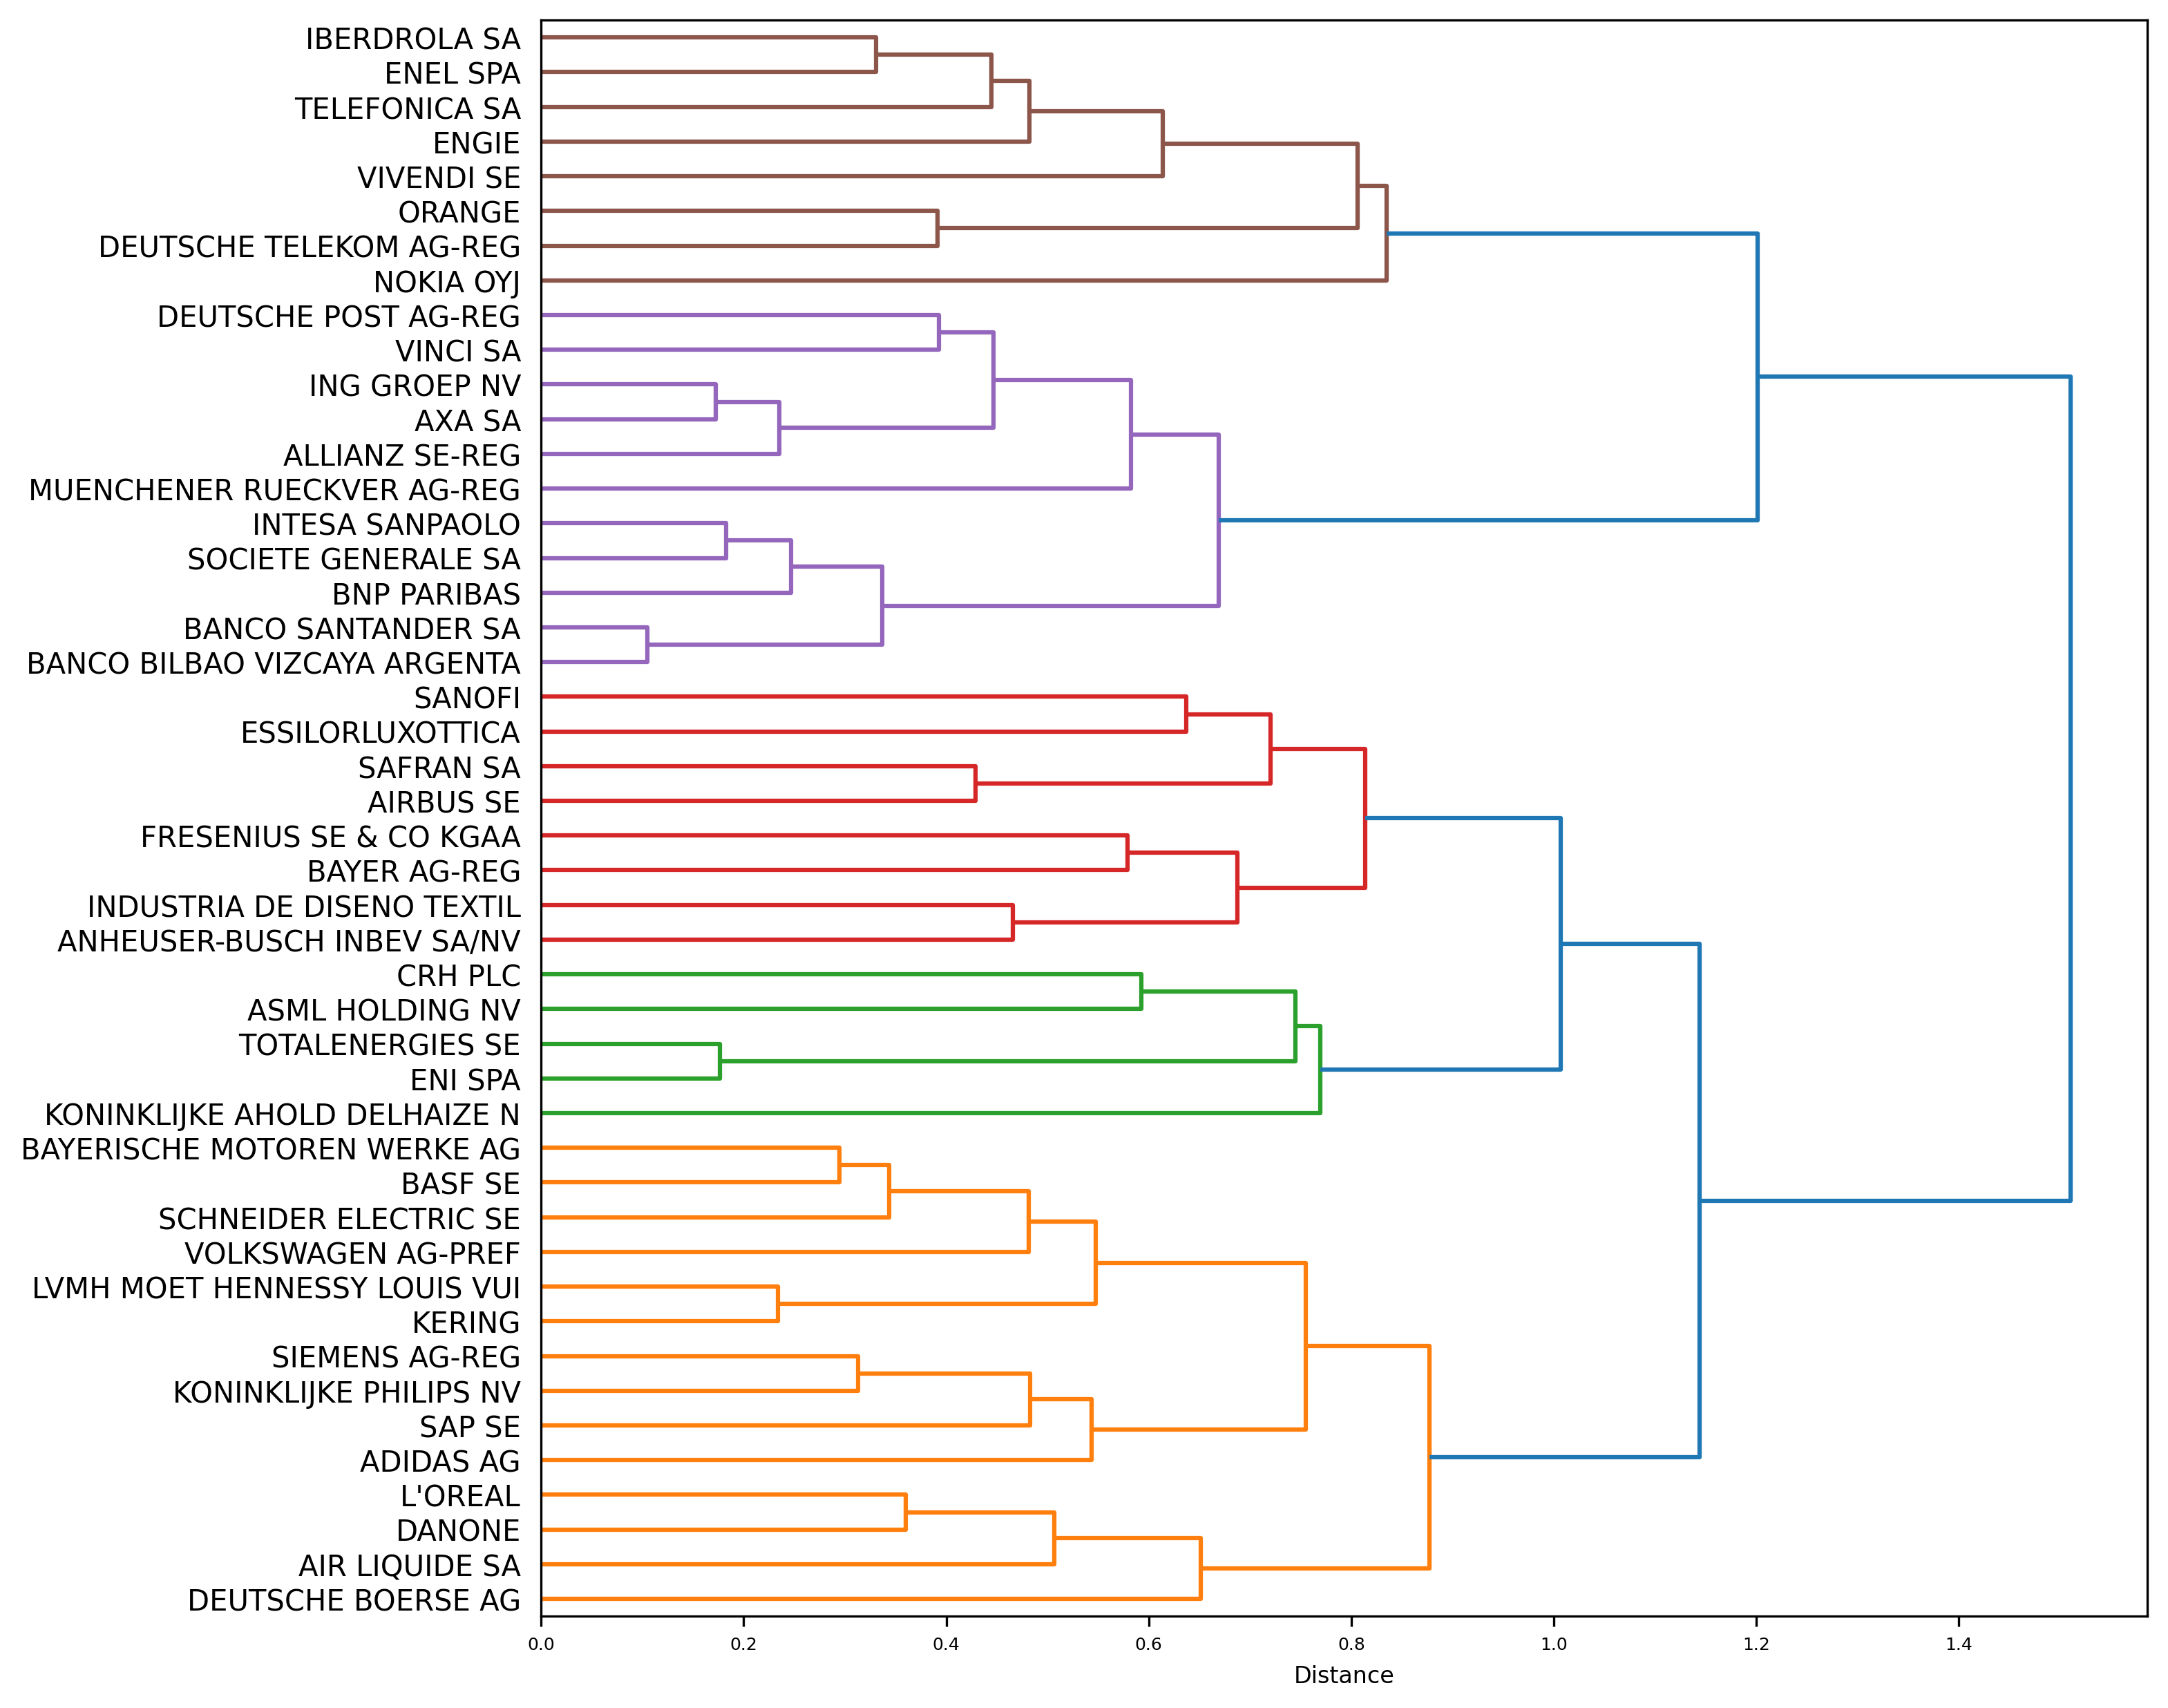 IBERDROLA SA
ENEL SPA
TELEFONICA SA
ENGIE
VIVENDI SE
ORANGE
DEUTSCHE TELEKOM AG-REG
NOKIA OYJ
DEUTSCHE POST AG-REG
VINCI SA
ING GROEP NV
AXA SA
ALLIANZ SE-REG
MUENCHENER RUECKVER AG-REG
INTESA SANPAOLO
SOCIETE GENERALE SA
BNP PARIBAS
BANCO SANTANDER SA
BANCO BILBAO VIZCAYA ARGENTA
SANOFI
ESSILORLUXOTTICA
SAFRAN SA
AIRBUS SE
FRESENIUS SE & CO KGAA
BAYER AG-REG
INDUSTRIA DE DISENO TEXTIL
ANHEUSER-BUSCH INBEV SA/NV
CRH PLC
ASML HOLDING NV
TOTALENERGIES SE
ENI SPA
KONINKLIJKE AHOLD DELHAIZE N
BAYERISCHE MOTOREN WERKE AG
BASF SE
SCHNEIDER ELECTRIC SE
VOLKSWAGEN AG-PREF
LVMH MOET HENNESSY LOUIS VUI
KERING
SIEMENS AG-REG
KONINKLIJKE PHILIPS NV
SAP SE
ADIDAS AG
L'OREAL
DANONE
AIR LIQUIDE SA
DEUTSCHE BOERSE AG
0.0 0.2 0.4 0.6 0.8 1.0 1.2 1.4
Distance